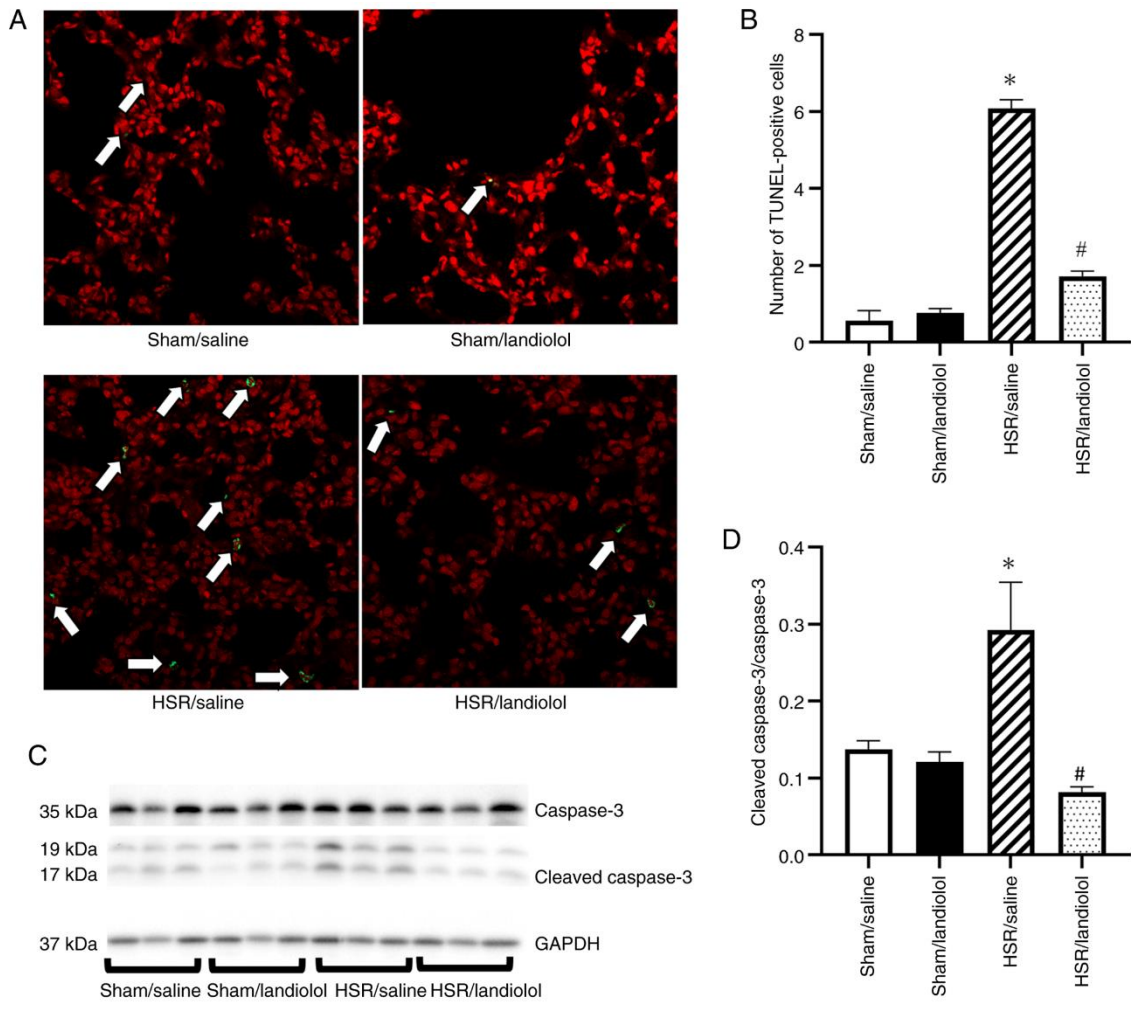 A
Sham/saline
Sham/landiolol
HSR/saline
HSR/landiolol
B
Number of TUNEL-positive cells
8
6
4
2
0
*
#
Sham/saline
Sham/landiolol
HSR/saline
HSR/landiolol
C
35 kDa
Caspase-3
19 kDa
17 kDa
Cleaved caspase-3
37 kDa
GAPDH
Sham/saline Sham/landiolol HSR/saline HSR/landiolol
D
Cleaved caspase-3/caspase-3
0.4
0.3
0.2
0.1
0.0
*
#
Sham/saline
Sham/landiolol
HSR/saline
HSR/landiolol